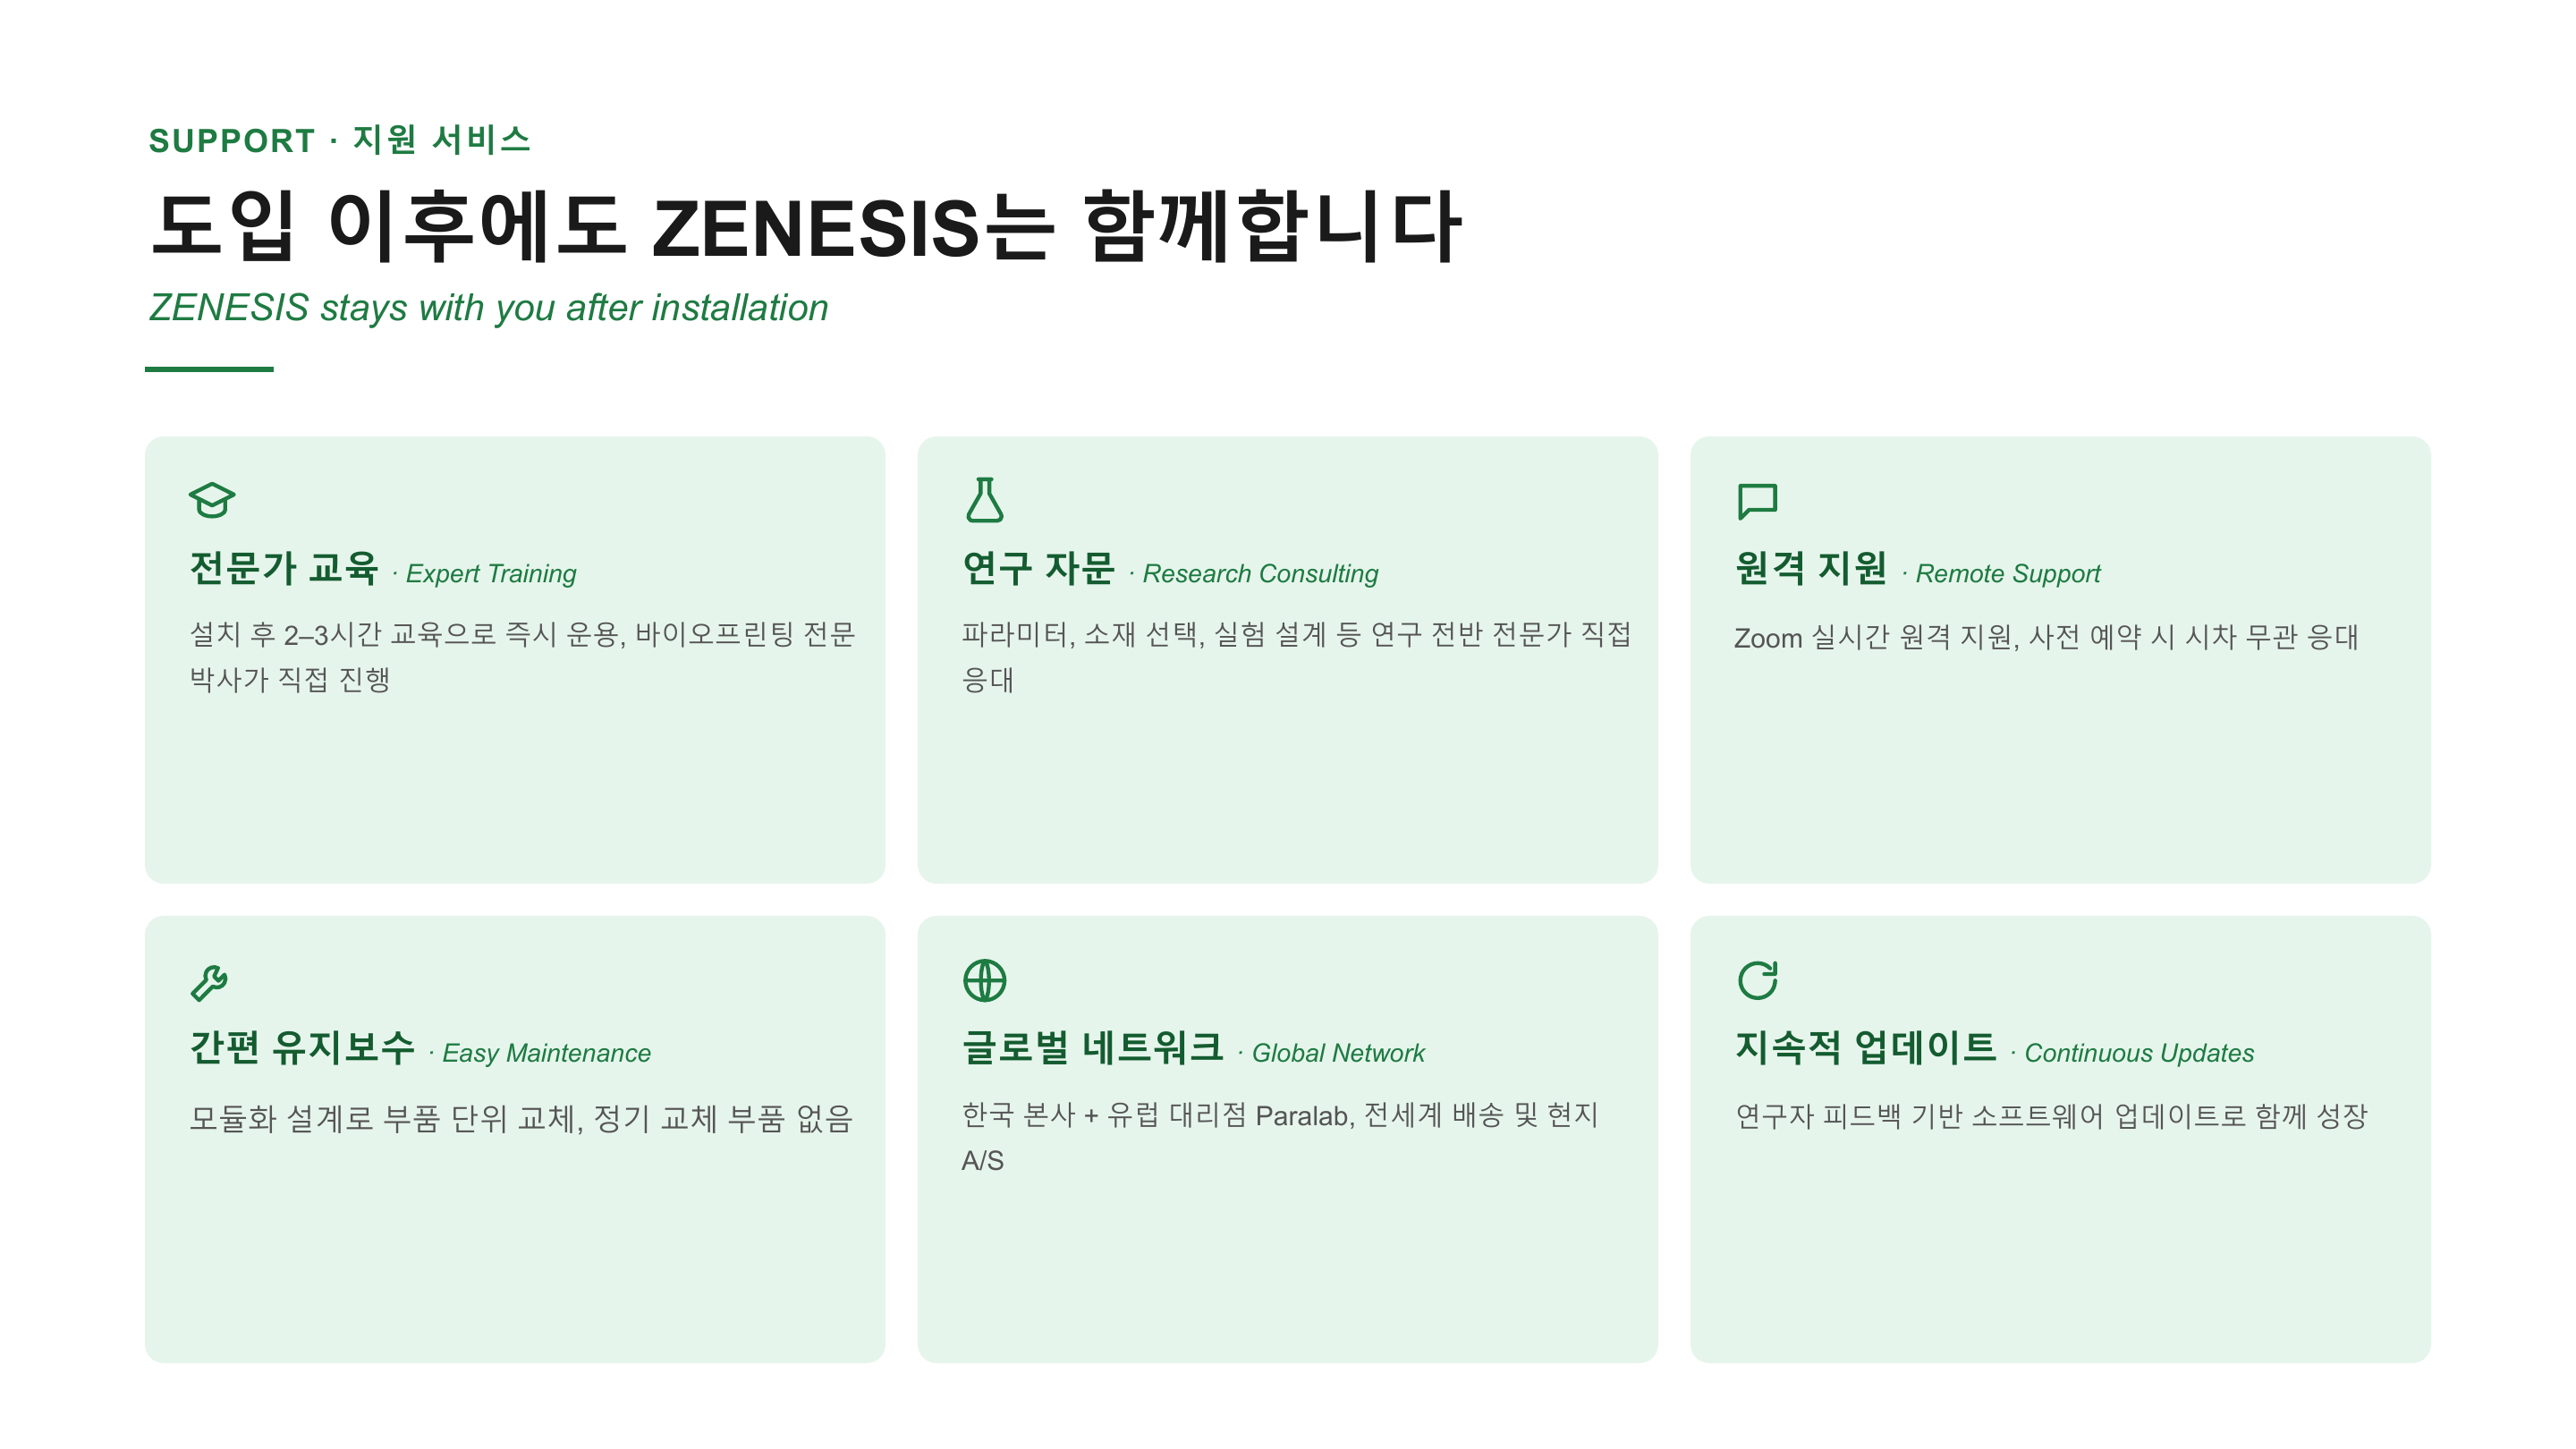 SUPPORT · 지원 서비스
도입 이후에도 ZENESIS는 함께합니다
ZENESIS stays with you after installation
전문가 교육 · Expert Training
설치 후 2–3시간 교육으로 즉시 운용, 바이오프린팅 전문
박사가 직접 진행
연구 자문 · Research Consulting
파라미터, 소재 선택, 실험 설계 등 연구 전반 전문가 직접
응대
원격 지원 · Remote Support
Zoom 실시간 원격 지원, 사전 예약 시 시차 무관 응대
간편 유지보수 · Easy Maintenance
모듈화 설계로 부품 단위 교체, 정기 교체 부품 없음
글로벌 네트워크 · Global Network
한국 본사 + 유럽 대리점 Paralab, 전세계 배송 및 현지
A/S
지속적 업데이트 · Continuous Updates
연구자 피드백 기반 소프트웨어 업데이트로 함께 성장